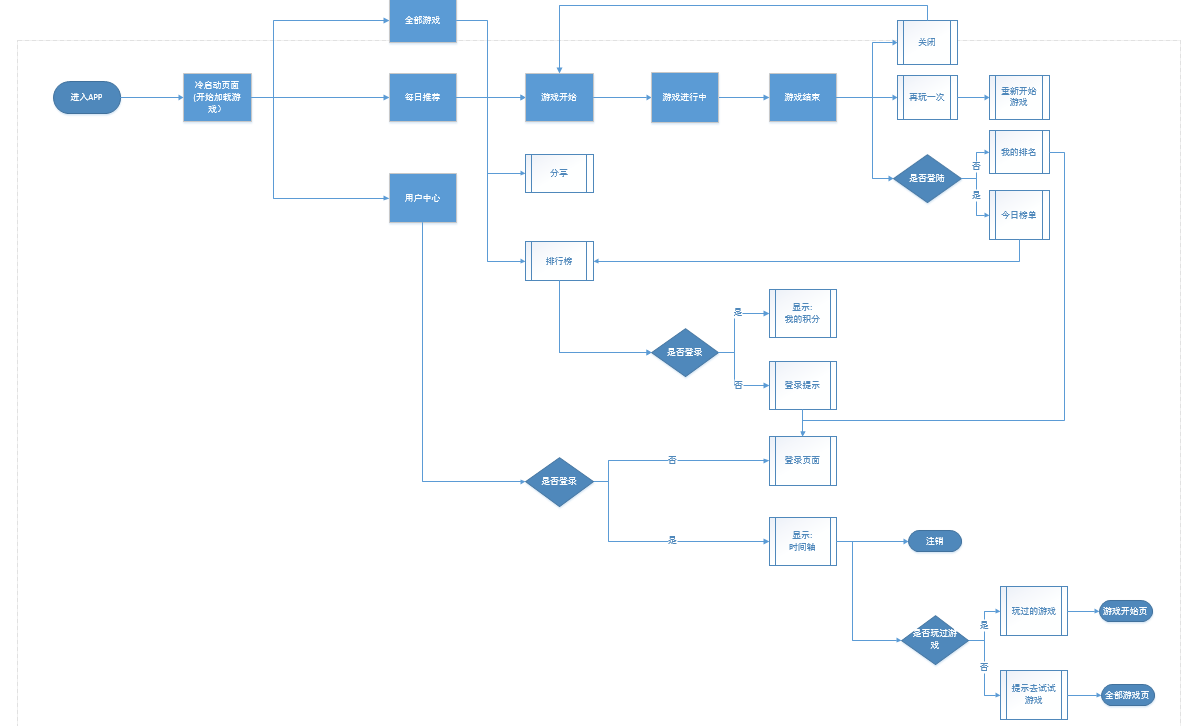 全部游戏
关闭
进入APP
冷启动页面
(开始加载游
戏）
每日推荐
游戏开始
游戏进行中
游戏结束
再玩一次
重新开始
游戏
分享
用户中心
是否登陆
否
我的排名
是
今日榜单
排行榜
是
显示:
我的积分
是否登录
否
登录提示
登录页面
否
是否登录
是
显示:
时间轴
注销
是否玩过游
戏
是
玩过的游戏
游戏开始页
否
提示去试试
游戏
全部游戏页